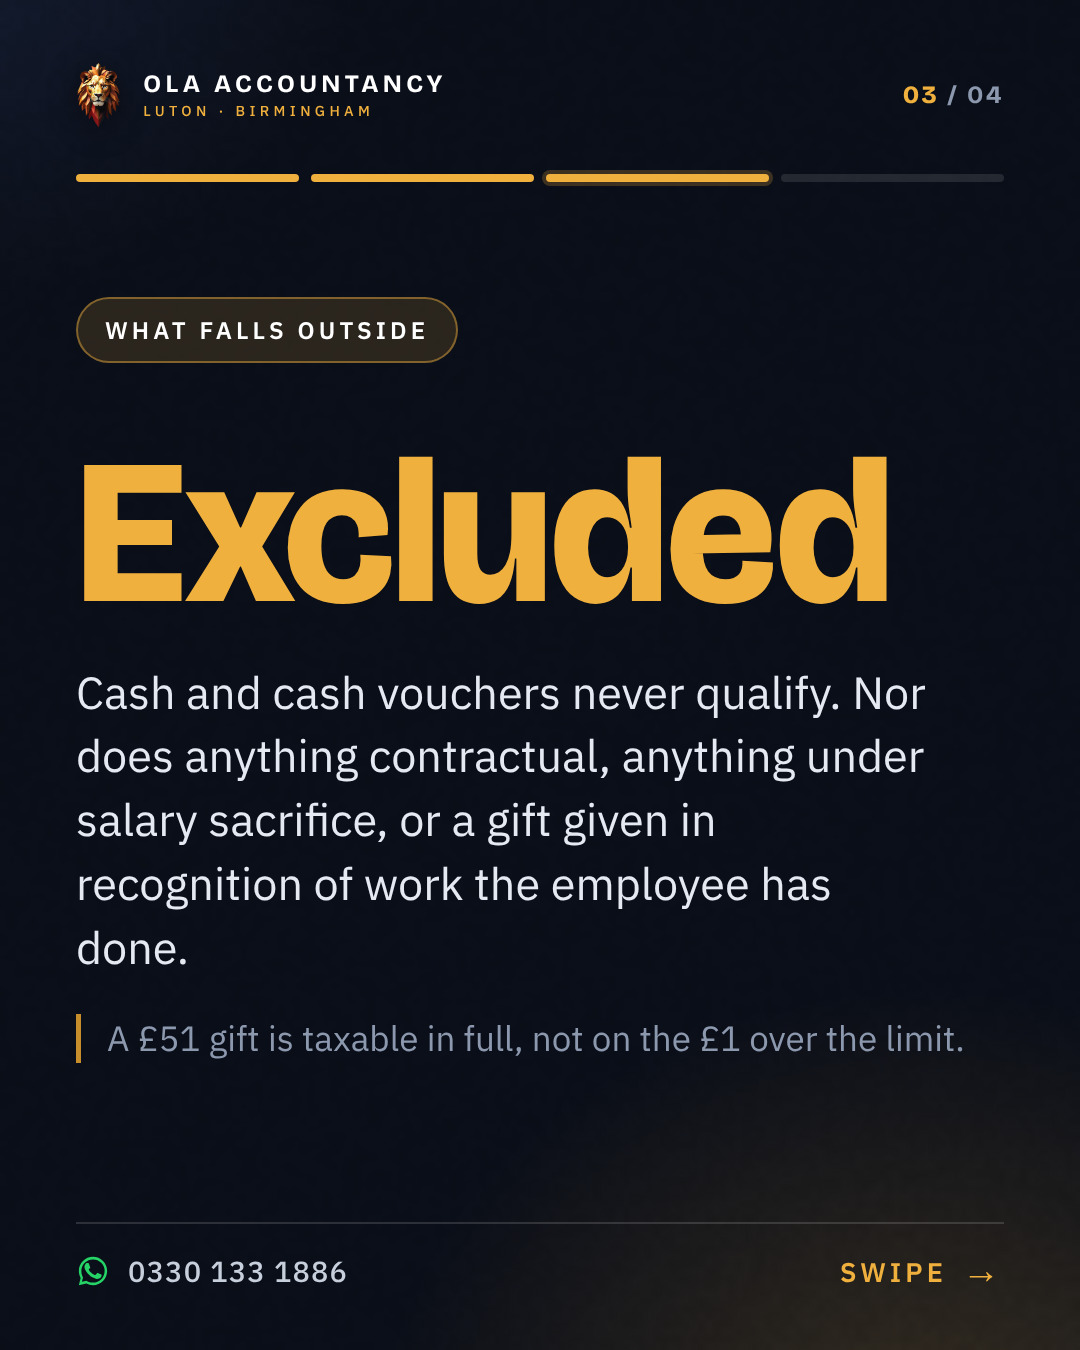 OLA ACCOUNTANCY
LUTON · BIRMINGHAM
03 / 04
WHAT FALLS OUTSIDE
Excluded
Cash and cash vouchers never qualify. Nor
does anything contractual, anything under
salary sacrifice, or a gift given in
recognition of work the employee has
done.
A £51 gift is taxable in full, not on the £1 over the limit.
0330 133 1886
SWIPE →